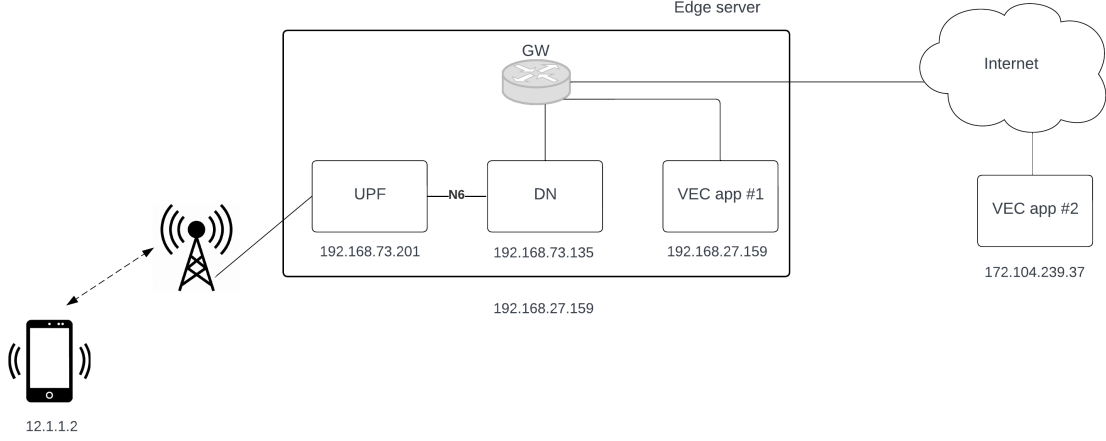 Edge server
GW
Internet
UPF
N6
DN
VEC app #1
VEC app #2
192.168.73.201
192.168.73.135
192.168.27.159
172.104.239.37
192.168.27.159
12.1.1.2